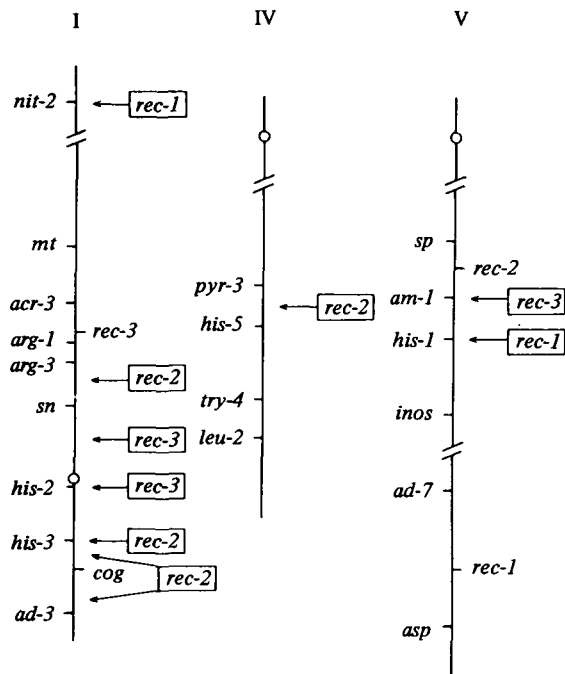 I
nit-2
rec-1
mt
acr-3
arg-1
rec-3
arg-3
rec-2
sn
rec-3
his-2
rec-3
his-3
rec-2
cog
rec-2
ad-3
IV
pyr-3
rec-2
his-5
try-4
leu-2
V
sp
rec-2
am-1
rec-3
his-1
rec-1
inos
ad-7
rec-1
asp